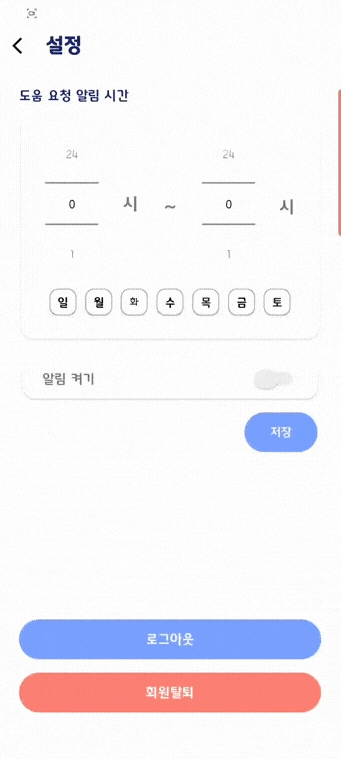 설정
도움 요청 알림 시간
24 24
0 시 ~ 0 시
1 1
일 월 화 수 목 금 토
알림 켜기
저장
로그아웃
회원탈퇴